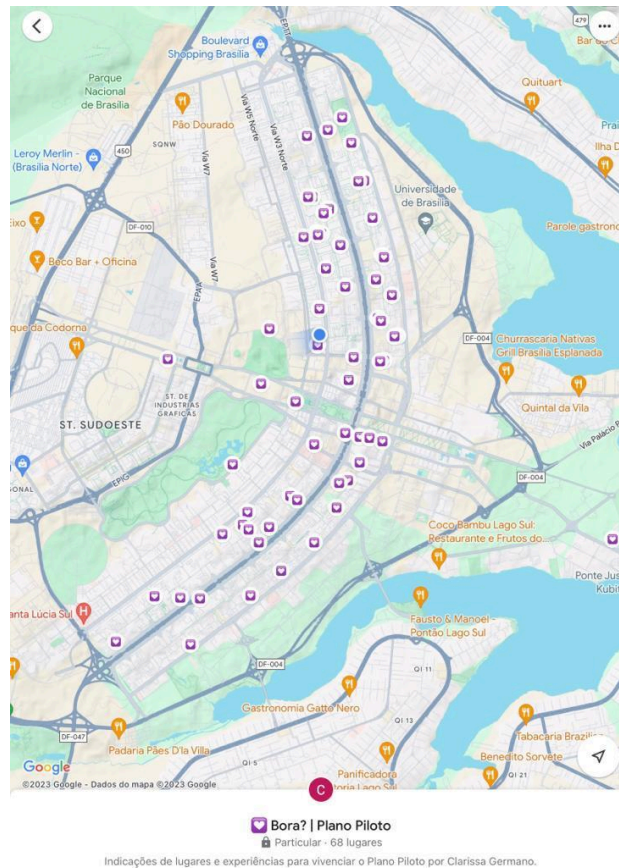 479
Boulevard
Shopping Brasília
Bar do
Parque
Nacional
de Brasília
Quituart
Pão Dourado
Via W5 Norte
Via W3 Norte
SQNW
Via W7
Leroy Merlin -
(Brasília Norte)
450
Ilha D
Universidade
de Brasília
DF-010
Eixo
Parole gastrono
Beco Bar + Oficina
EPIA
Via W7
que da Codorna
DF-004
Churrascaria Nativas
Grill Brasília Esplanada
ST. DE
INDÚSTRIAS
GRÁFICAS
Quintal da Vila
ST. SUDOESTE
Via Palácio P
EPIG
DF-004
GONAL
Coco Bambu Lago Sul:
Restaurante e Frutos do...
Ponte Jus
Kubit
anta Lúcia Sul
Fausto & Manoel -
Pontão Lago Sul
DF-004
QI 11
Gastronomia Gatto Nero
QI 13
DF-047
Padaria Pães D'la Villa
Tabacaria Brazilia
Benedito Sorvete
QI 5
Panificadora
toria Lago Sul
QI 21
Google
©2023 Google - Dados do mapa ©2023 Google
C
Bora? | Plano Piloto
Particular · 68 lugares
Indicações de lugares e experiências para vivenciar o Plano Piloto por Clarissa Germano.